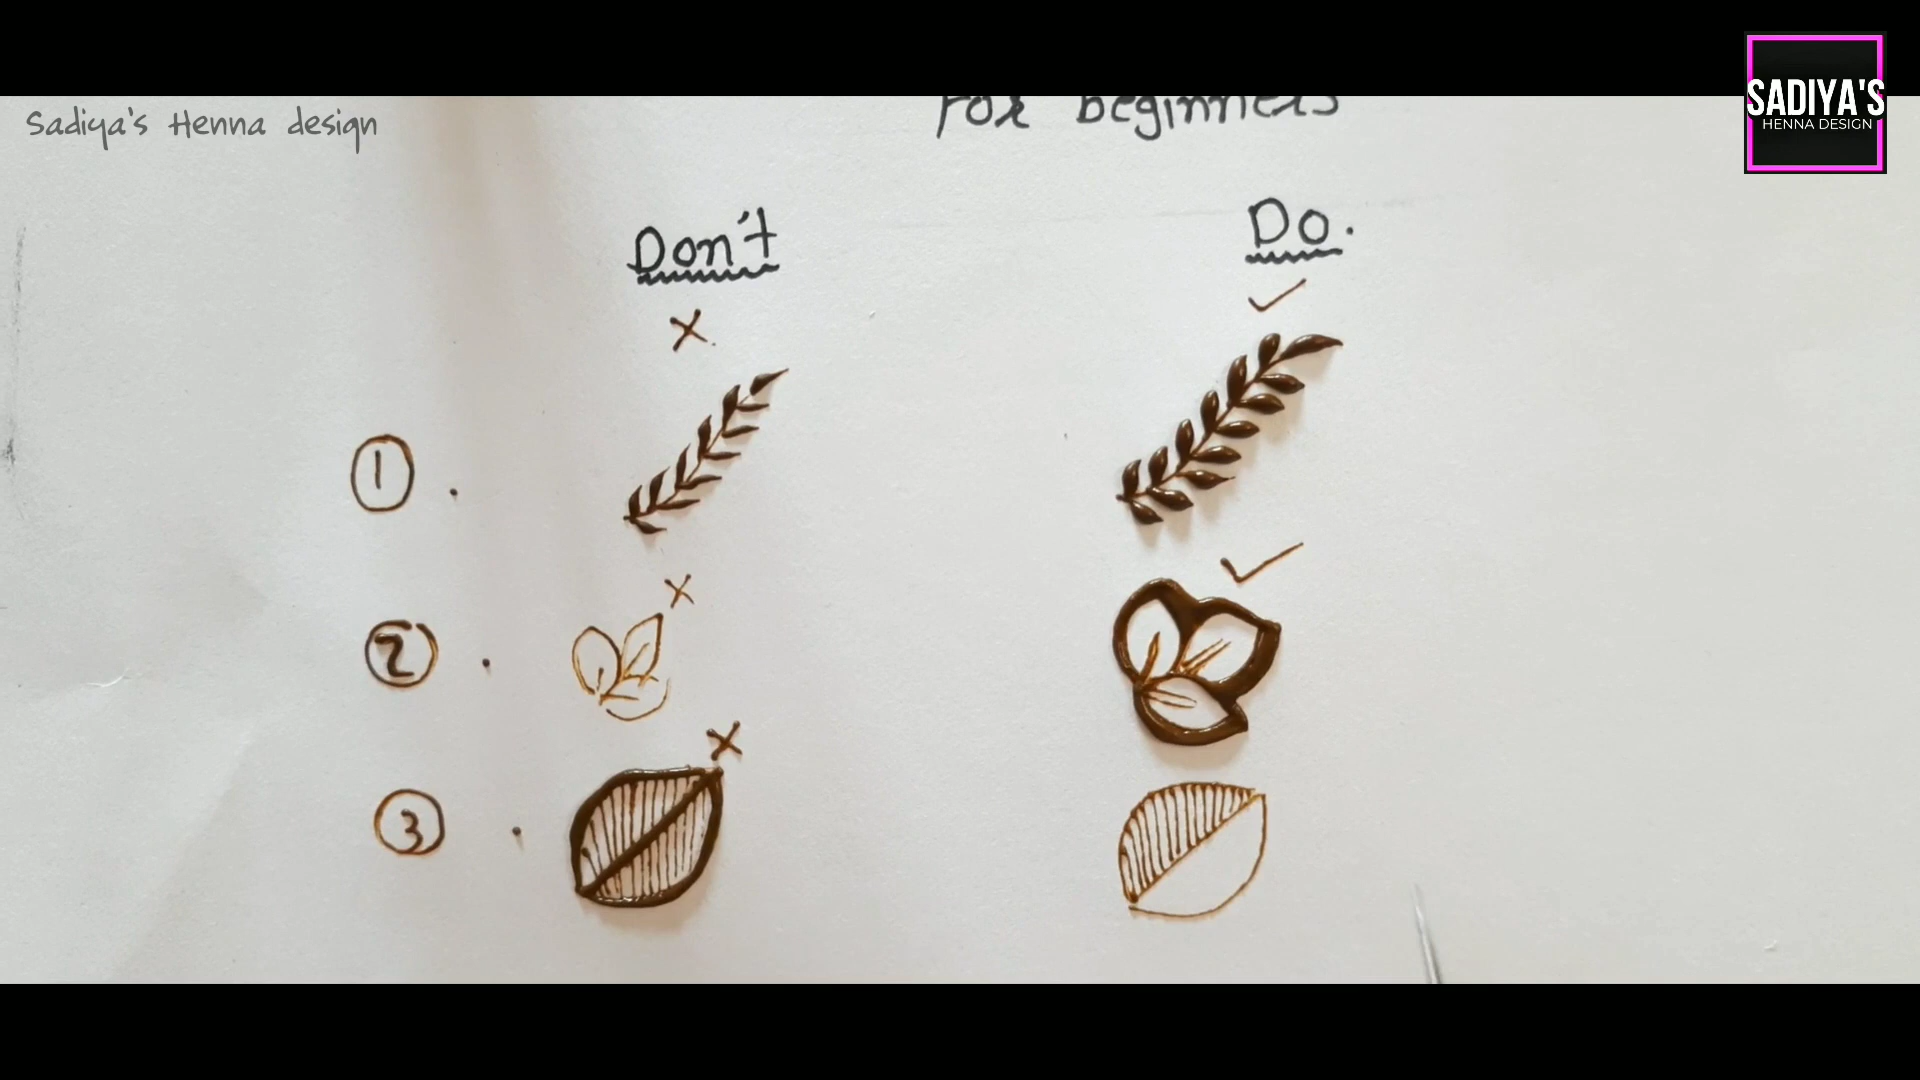 Sadiya's Henna design
SADIYA'S
HENNA DESIGN
For beginners
Don't
Do.
1.
2.
3.